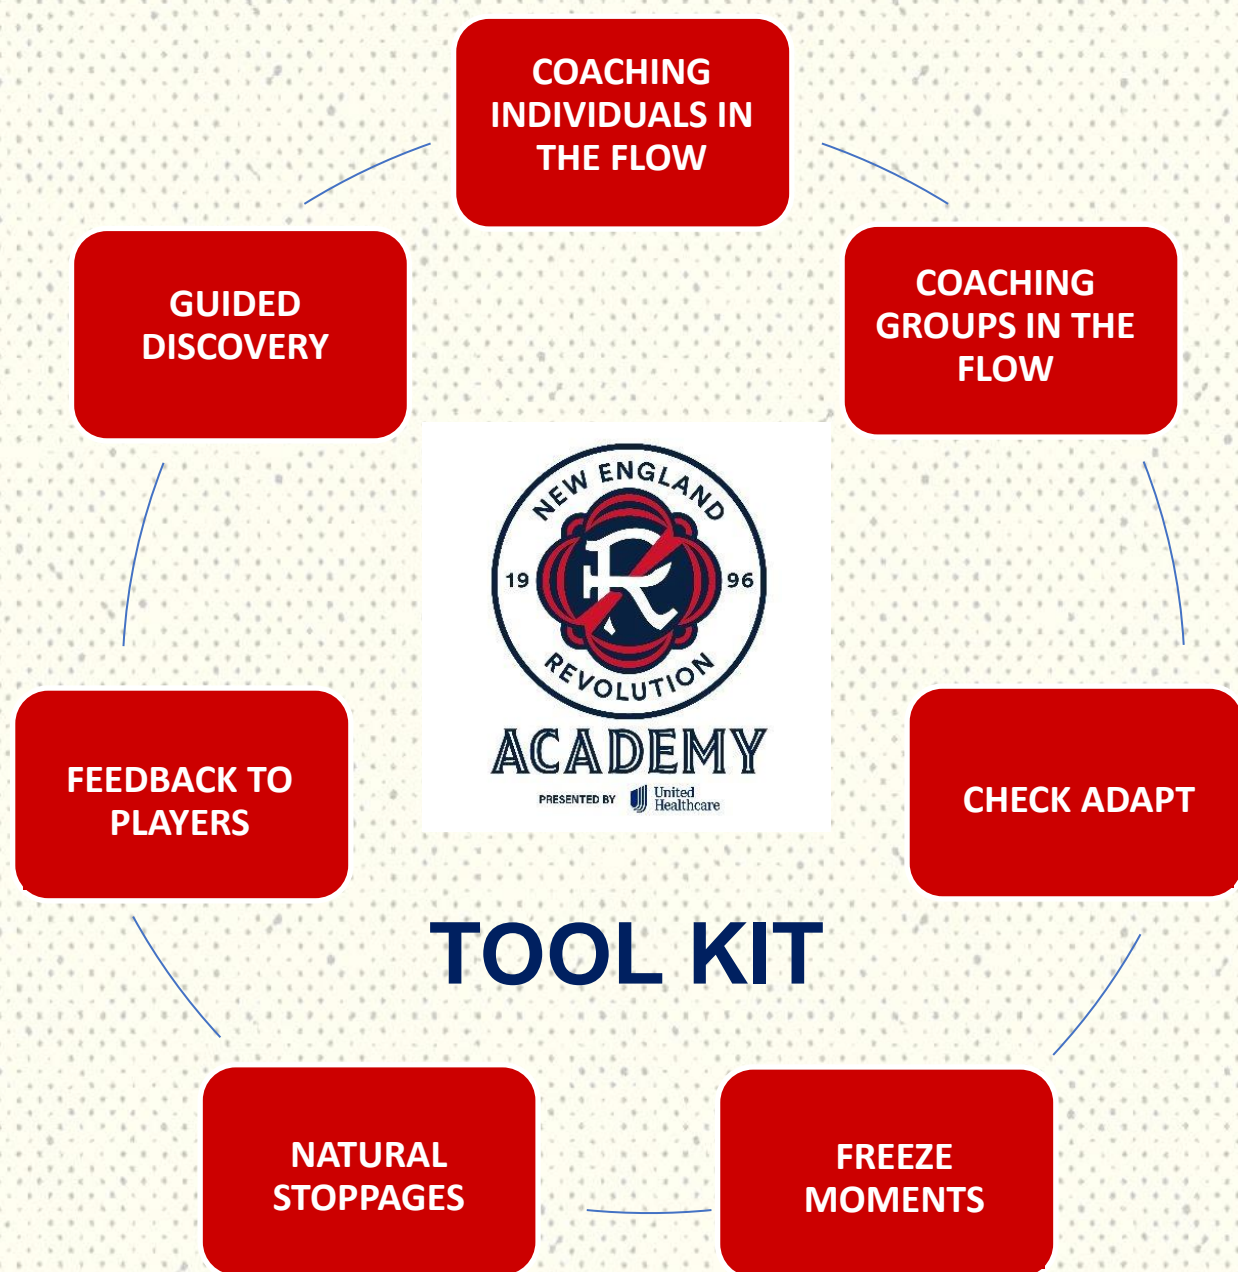 COACHING
INDIVIDUALS IN
THE FLOW
COACHING
GROUPS IN THE
FLOW
GUIDED
DISCOVERY
NEW ENGLAND
19 96
REVOLUTION
ACADEMY
PRESENTED BY United
Healthcare
FEEDBACK TO
PLAYERS
CHECK ADAPT
TOOL KIT
NATURAL
STOPPAGES
FREEZE
MOMENTS